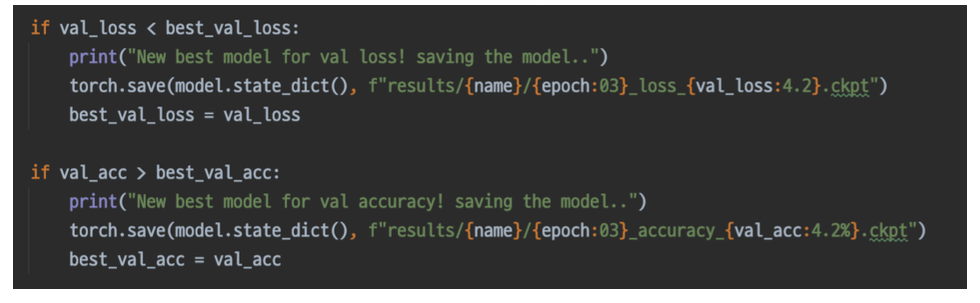 if val_loss < best_val_loss:
    print("New best model for val loss! saving the model..")
    torch.save(model.state_dict(), f"results/{name}/{epoch:03}_loss_{val_loss:4.2}.ckpt")
    best_val_loss = val_loss
if val_acc > best_val_acc:
    print("New best model for val accuracy! saving the model..")
    torch.save(model.state_dict(), f"results/{name}/{epoch:03}_accuracy_{val_acc:4.2%}.ckpt")
    best_val_acc = val_acc